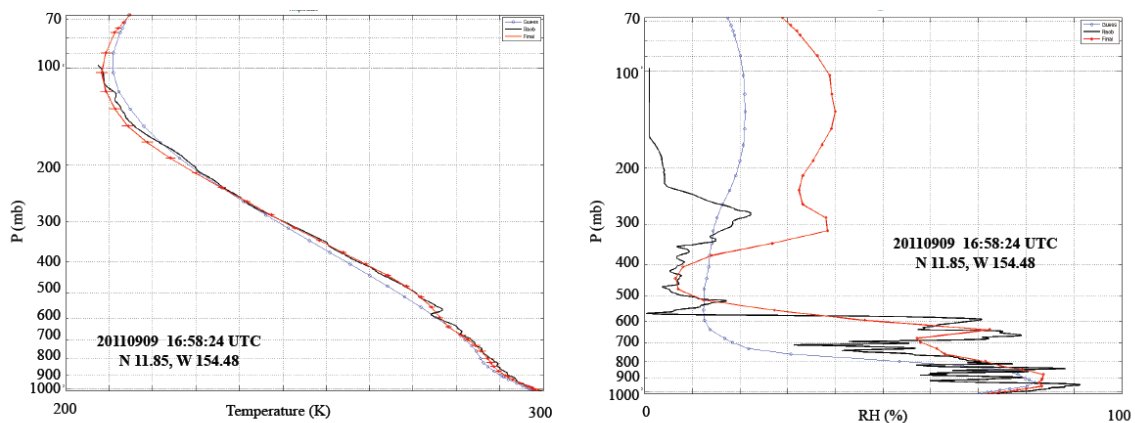 70
100
200
300
400
500
600
700
800
900
1000
P (mb)
Guess
Raob
Final
20110909 16:58:24 UTC
N 11.85, W 154.48
200
Temperature (K)
300
70
100
200
300
400
500
600
700
800
900
1000
P (mb)
Guess
Raob
Final
20110909 16:58:24 UTC
N 11.85, W 154.48
0
RH (%)
100